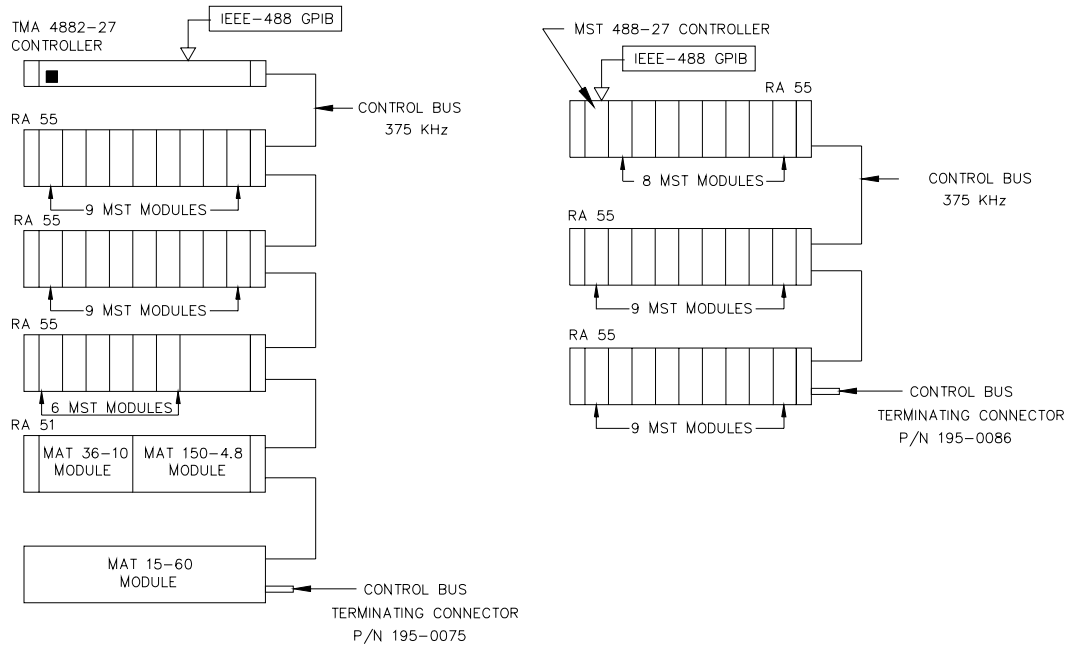 TMA 4882-27
CONTROLLER
IEEE-488 GPIB
CONTROL BUS
375 KHz
RA 55
9 MST MODULES
RA 55
9 MST MODULES
RA 55
6 MST MODULES
RA 51
MAT 36-10
MODULE
MAT 150-4.8
MODULE
MAT 15-60
MODULE
CONTROL BUS
TERMINATING CONNECTOR
P/N 195-0075
MST 488-27 CONTROLLER
IEEE-488 GPIB
RA 55
8 MST MODULES
CONTROL BUS
375 KHz
RA 55
9 MST MODULES
RA 55
CONTROL BUS
TERMINATING CONNECTOR
P/N 195-0086
9 MST MODULES